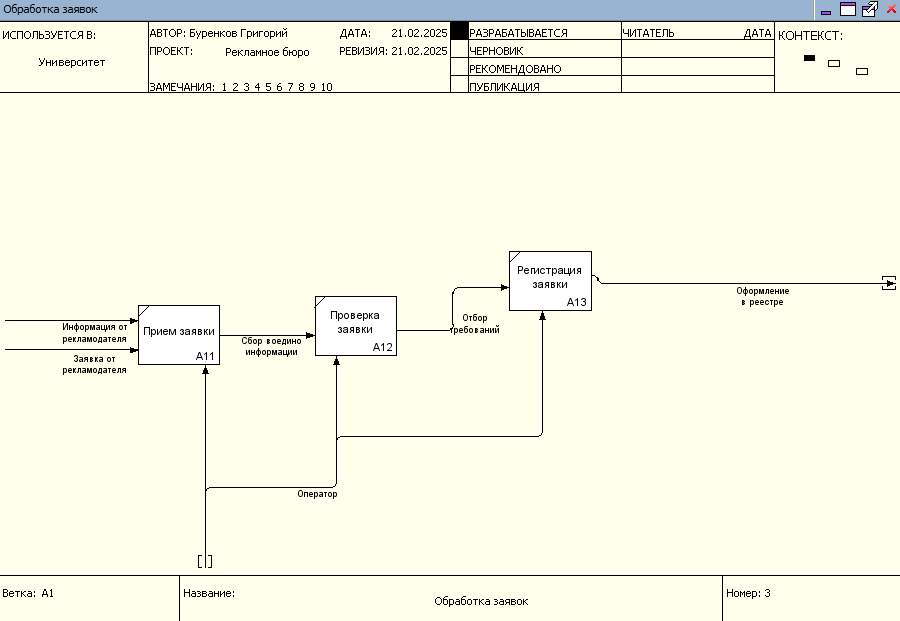 Обработка заявок
ИСПОЛЬЗУЕТСЯ В:
Университет
АВТОР: Буренков Григорий
ДАТА: 21.02.2025
ПРОЕКТ: Рекламное бюро
РЕВИЗИЯ: 21.02.2025
ЗАМЕЧАНИЯ: 1 2 3 4 5 6 7 8 9 10
РАЗРАБАТЫВАЕТСЯ
ЧЕРНОВИК
РЕКОМЕНДОВАНО
ПУБЛИКАЦИЯ
ЧИТАТЕЛЬ ДАТА
КОНТЕКСТ:
Регистрация
заявки
A13
Оформление
в реестре
Информация от
рекламодателя
Заявка от
рекламодателя
Прием заявки
A11
Сбор воедино
информации
Проверка
заявки
A12
Отбор
требований
Оператор
Ветка: A1
Название:
Обработка заявок
Номер: 3